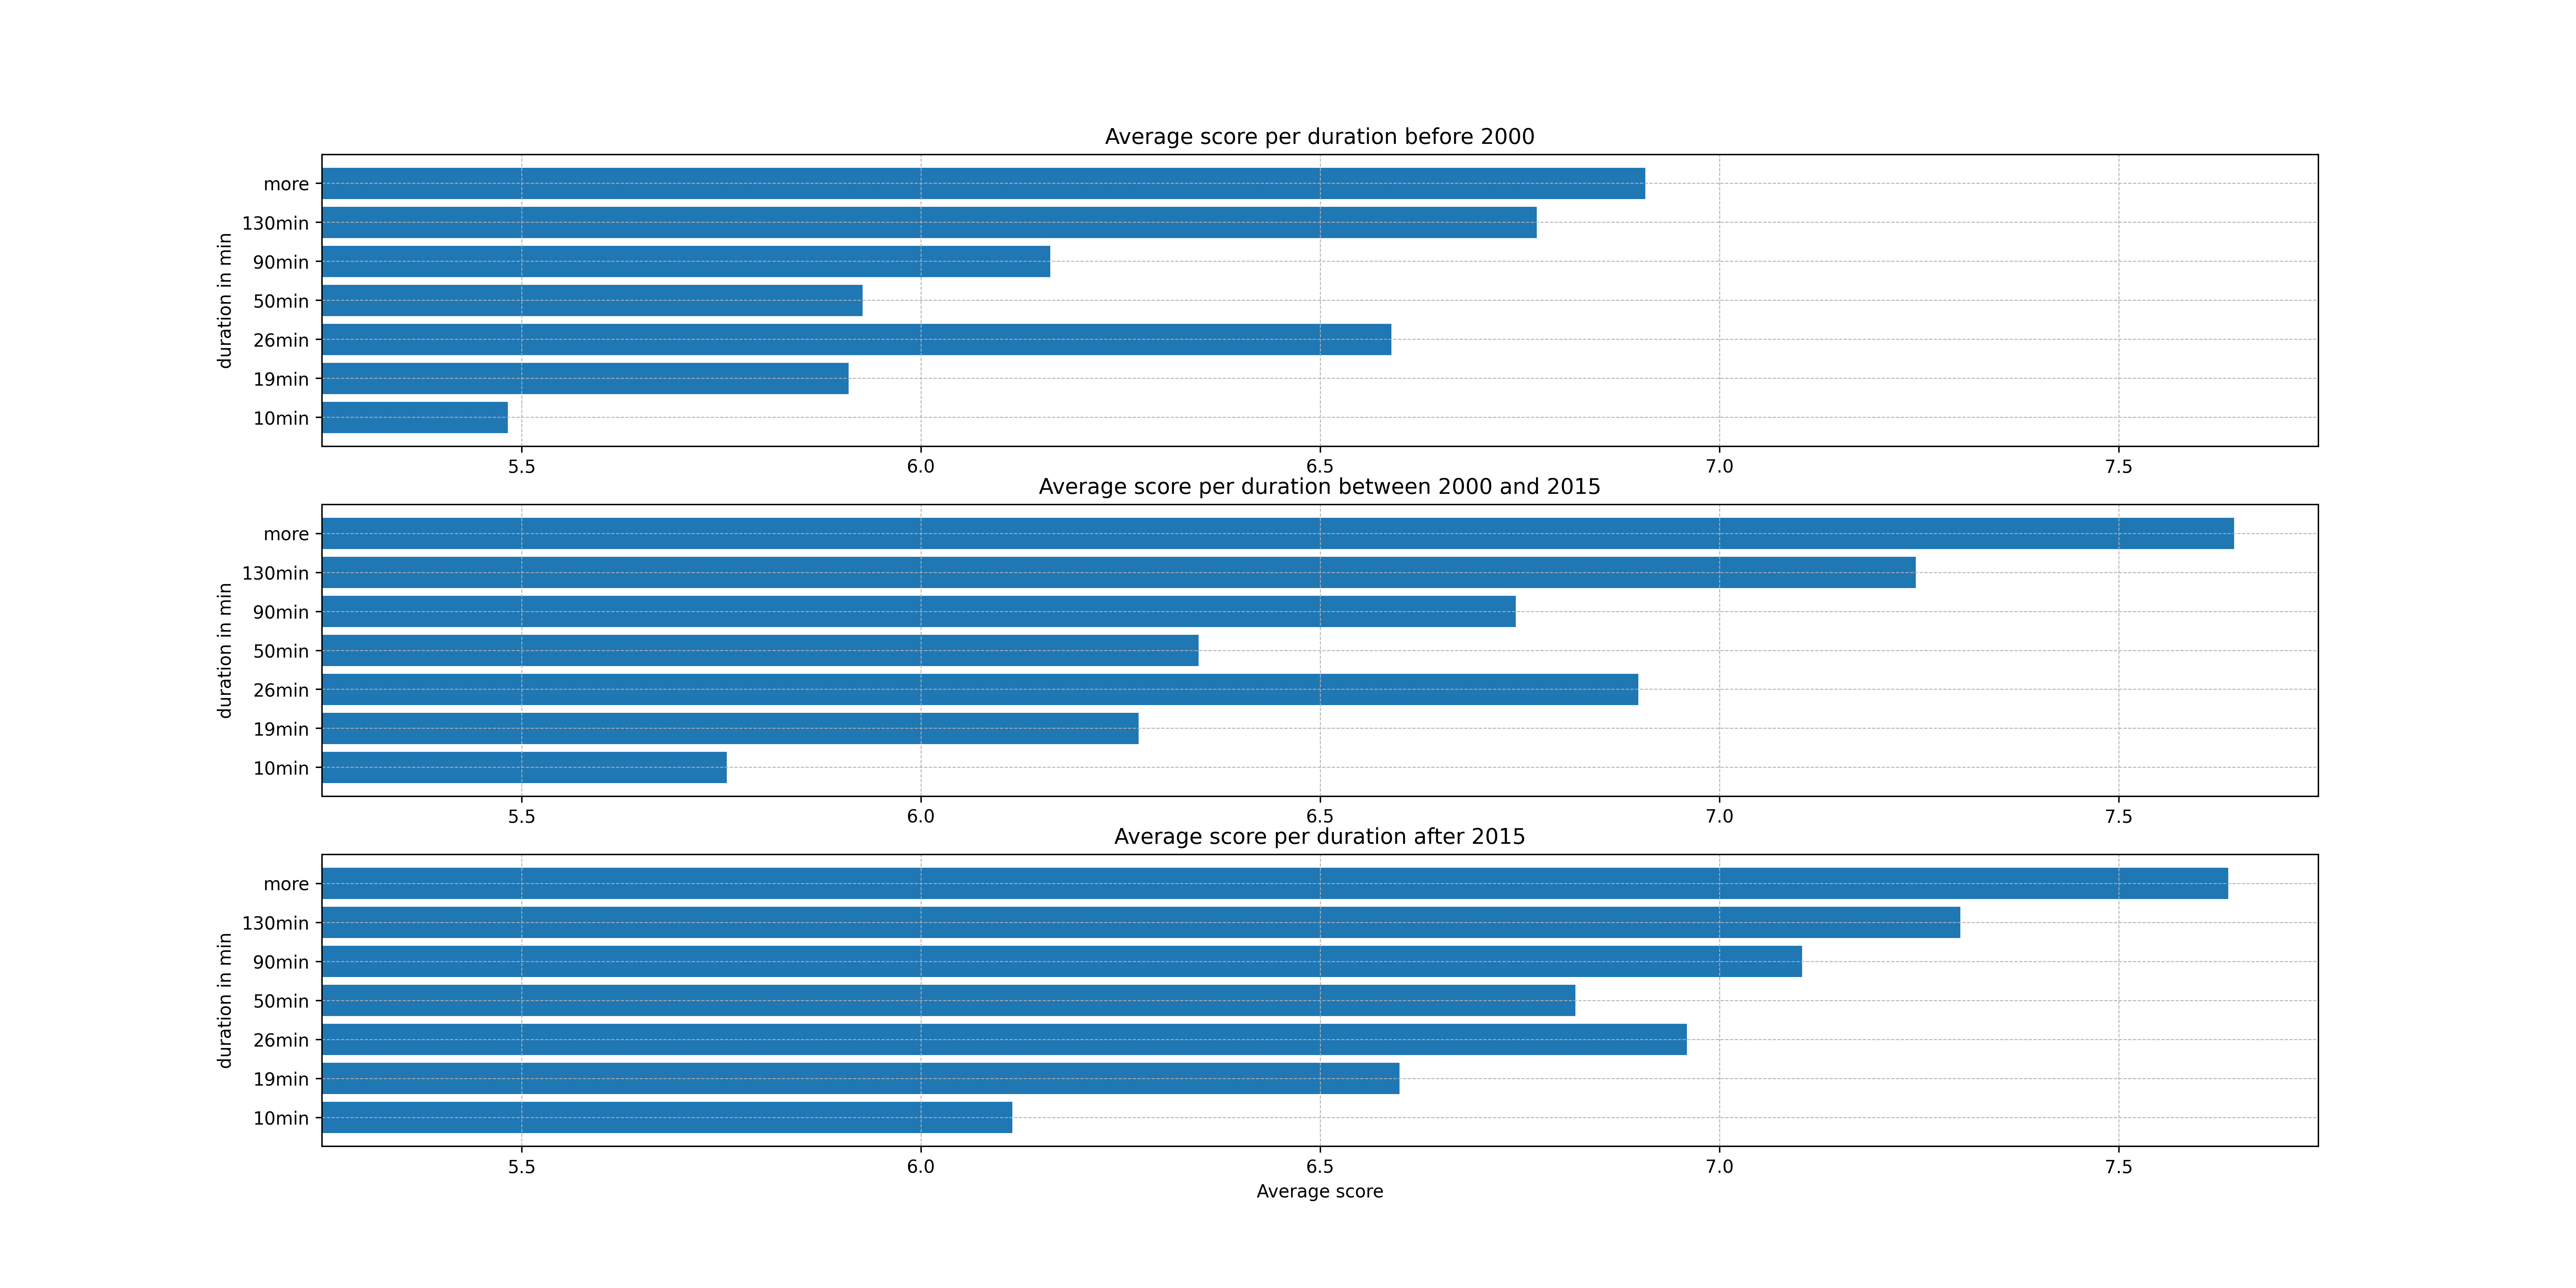 Average score per duration before 2000
duration in min
more
130min
90min
50min
26min
19min
10min
5.5 6.0 6.5 7.0 7.5
Average score per duration between 2000 and 2015
duration in min
more
130min
90min
50min
26min
19min
10min
5.5 6.0 6.5 7.0 7.5
Average score per duration after 2015
duration in min
more
130min
90min
50min
26min
19min
10min
5.5 6.0 6.5 7.0 7.5
Average score